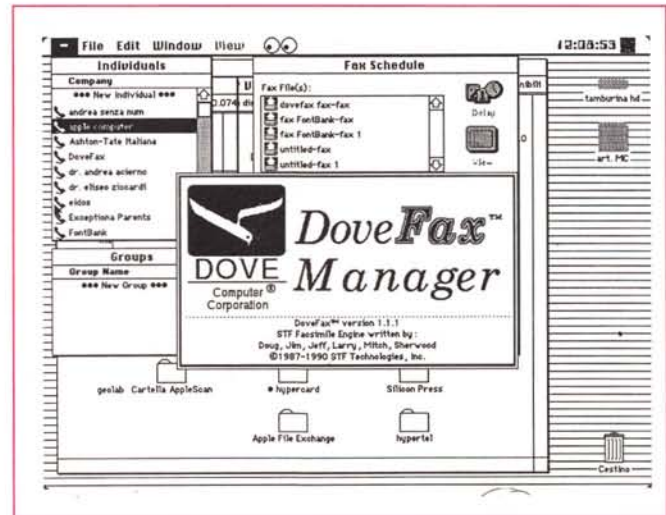 File Edit Window View
12:08:53
Individuals
Company
*** New Individual ***
andrea senza num
apple computer
Ashton-Tate Italiana
DoveFax
dr. andrea acierno
dr. eliseo ziccardi
eidos
Exceptiona Parents
FontBank
Groups
Group Name
*** New Group ***
Fax Schedule
Fax File(s):
davefax fax-fax
fax FontBank-fax
fax FontBank-fax 1
untitled-fax
untitled-fax 1
Delay
View
tamburina hd
art. MC
DOVE
Computer®
Corporation
DoveFax™
Manager
DoveFax™ version 1.1.1
STF Facsimile Engine written by:
Doug, Jim, Jeff, Larry, Mitch, Sherwood
©1987-1990 STF Technologies, Inc.
geolab Cartella AppleScan
hypercard
Silicon Press
Apple File Exchange
hypertel
Cestino